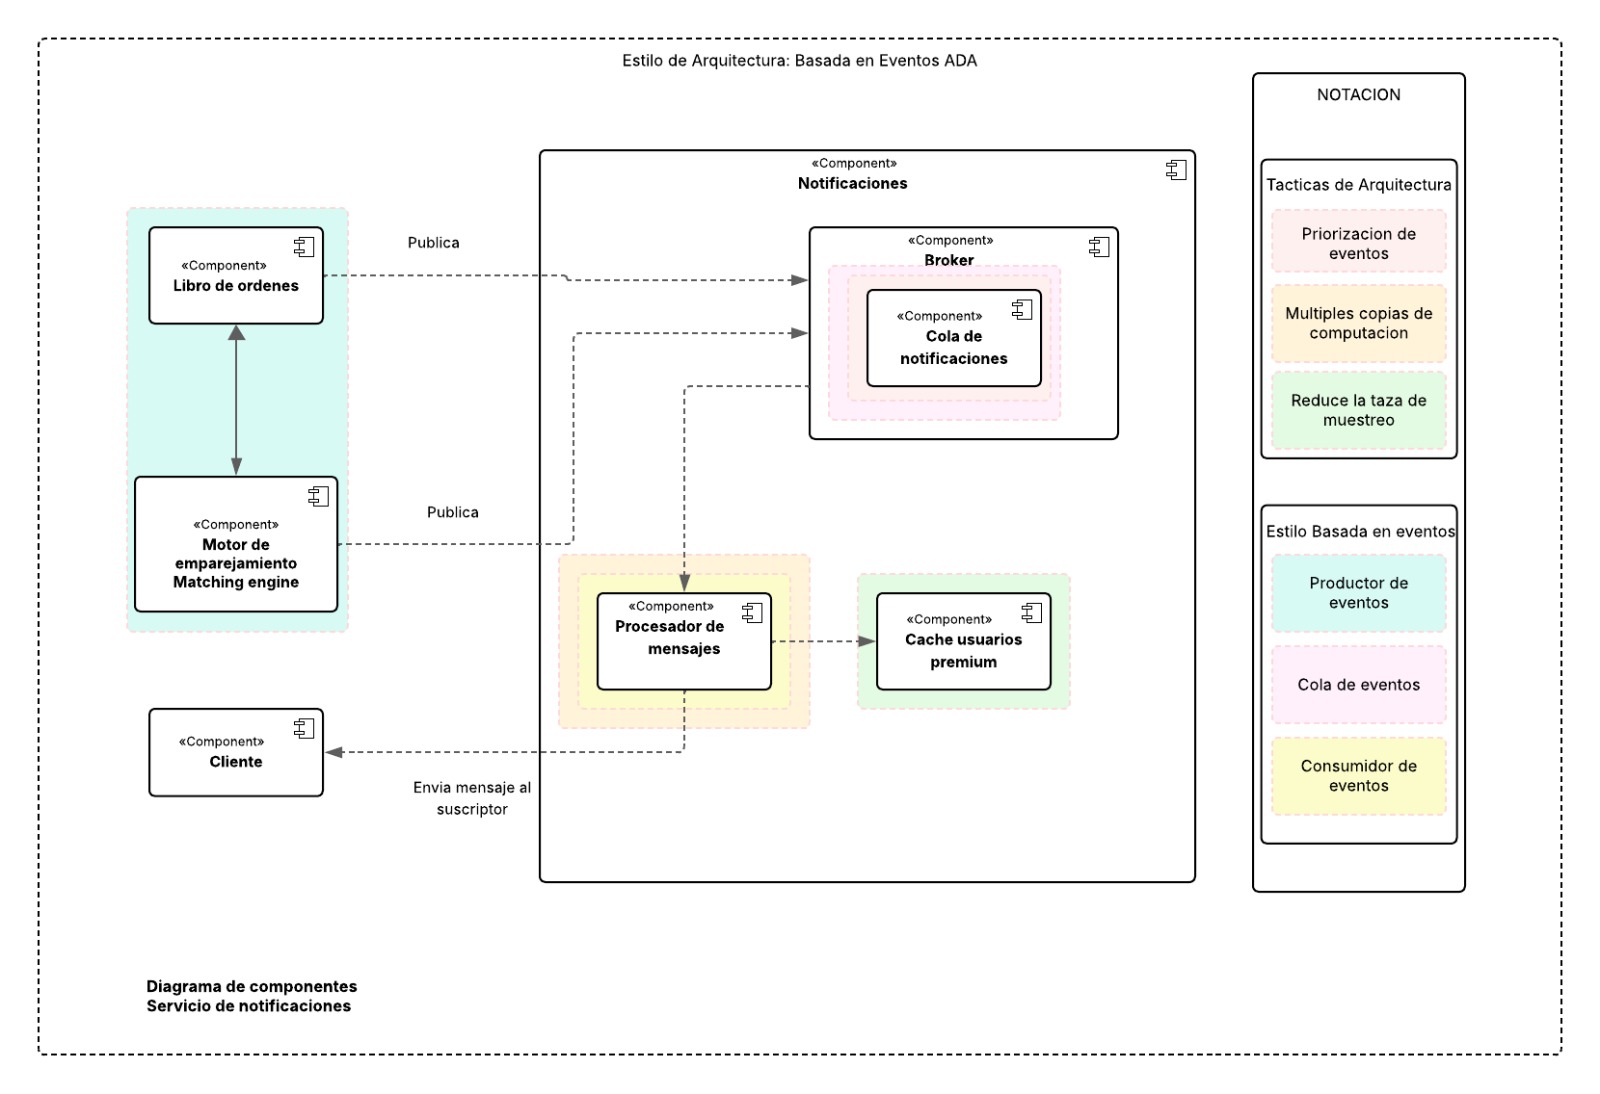 Estilo de Arquitectura: Basada en Eventos ADA
NOTACION
«Component»
Notificaciones
Tacticas de Arquitectura
Priorizacion de
eventos
Multiples copias de
computacion
Reduce la taza de
muestreo
Publica
«Component»
Libro de ordenes
«Component»
Broker
«Component»
Cola de
notificaciones
Publica
«Component»
Motor de
emparejamiento
Matching engine
Estilo Basada en eventos
Productor de
eventos
Cola de eventos
Consumidor de
eventos
«Component»
Procesador de
mensajes
«Component»
Cache usuarios
premium
«Component»
Cliente
Envia mensaje al
suscriptor
Diagrama de componentes
Servicio de notificaciones